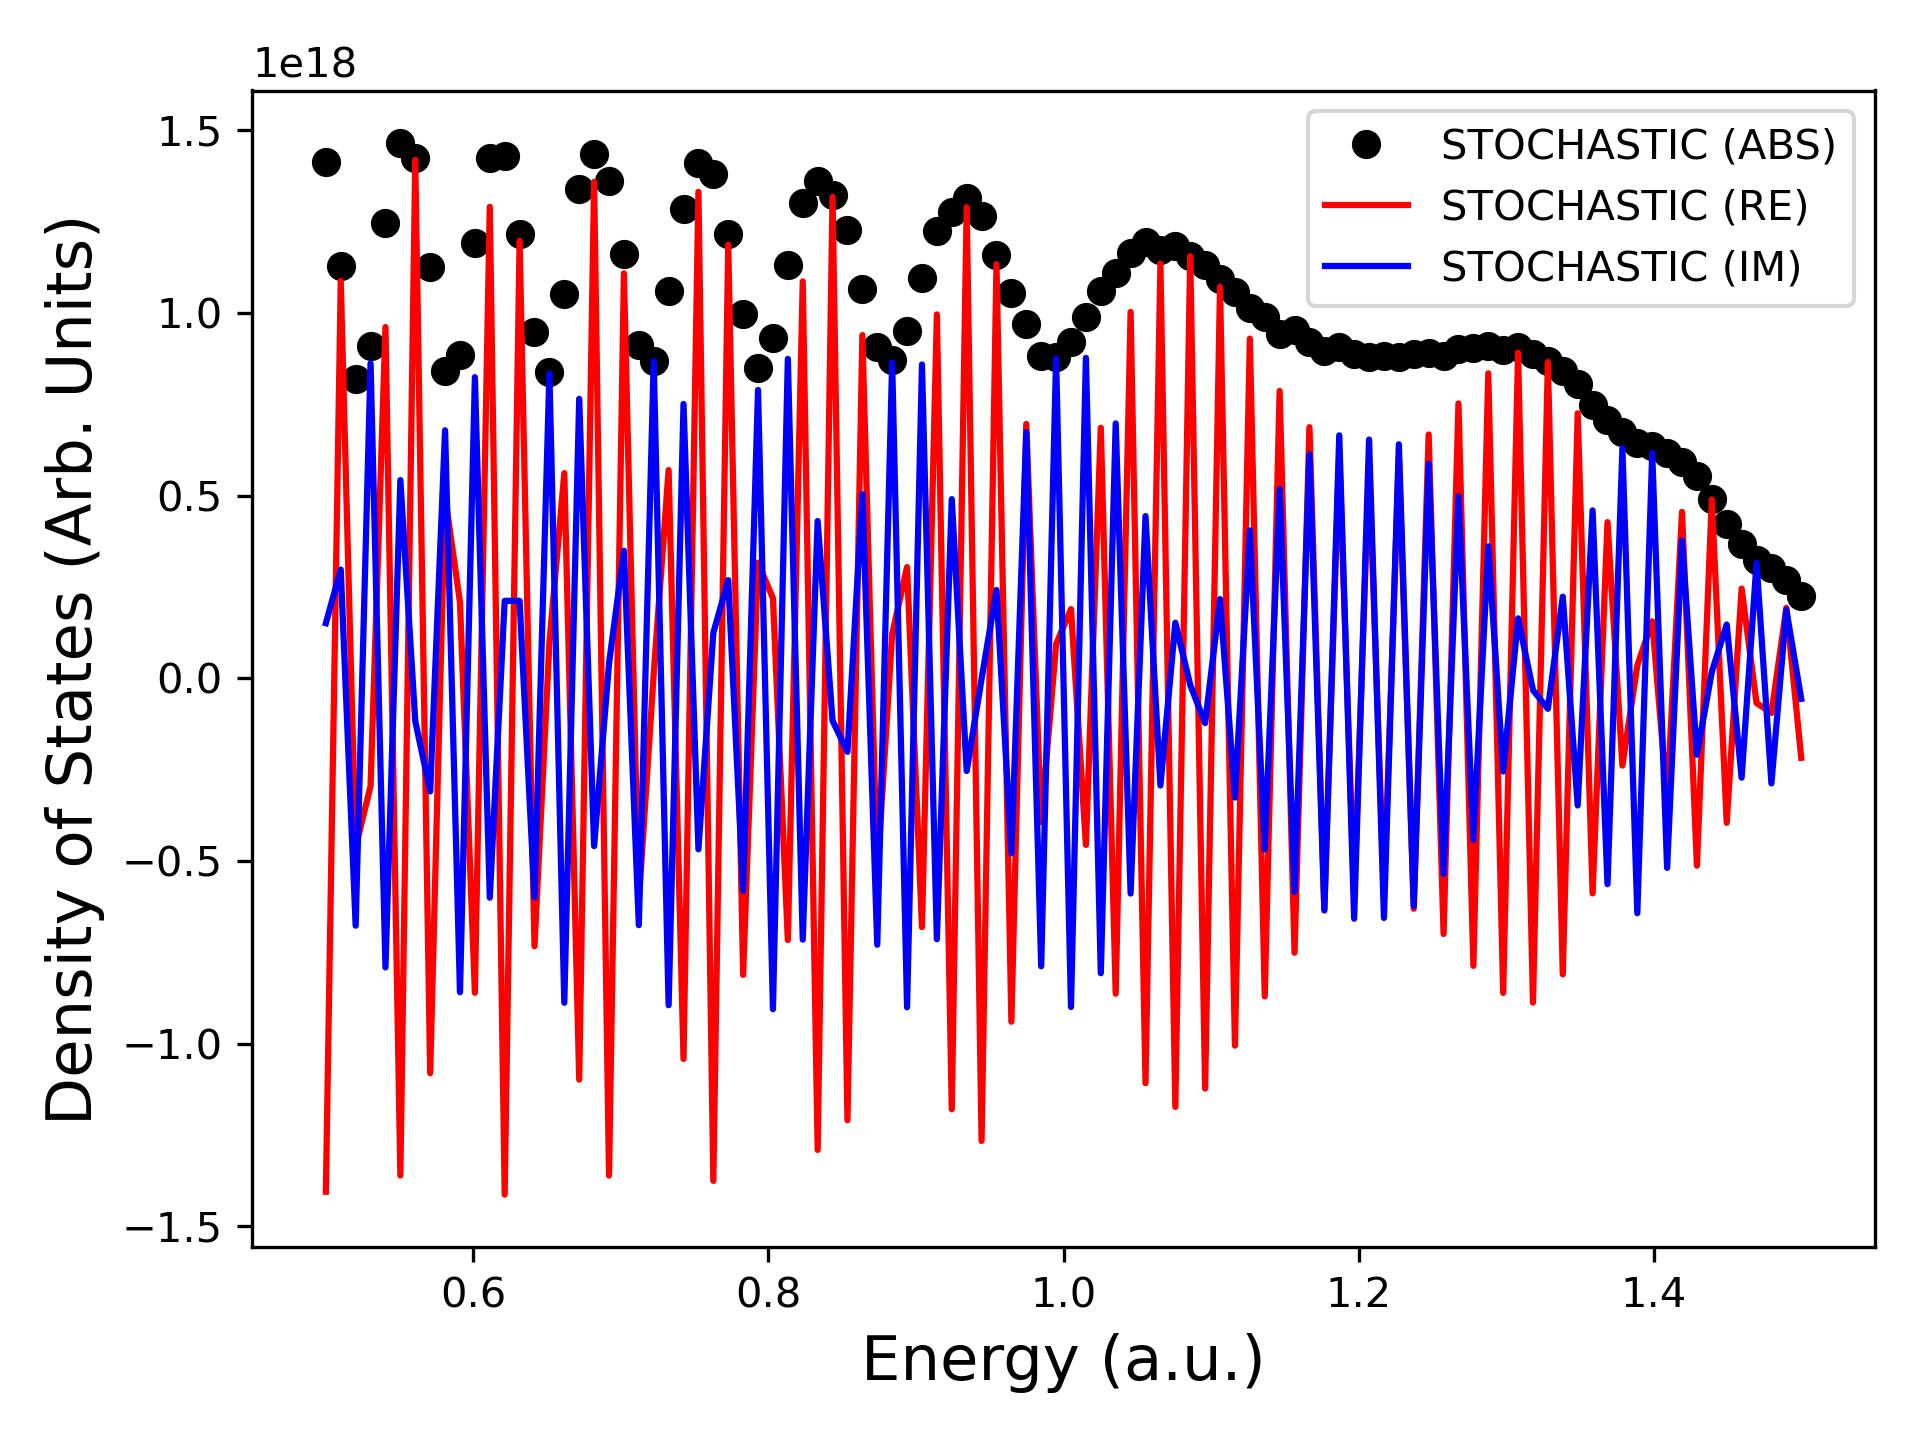 1e18
1.5
1.0
0.5
0.0
−0.5
−1.0
−1.5
Density of States (Arb. Units)
STOCHASTIC (ABS)
STOCHASTIC (RE)
STOCHASTIC (IM)
0.6 0.8 1.0 1.2 1.4
Energy (a.u.)